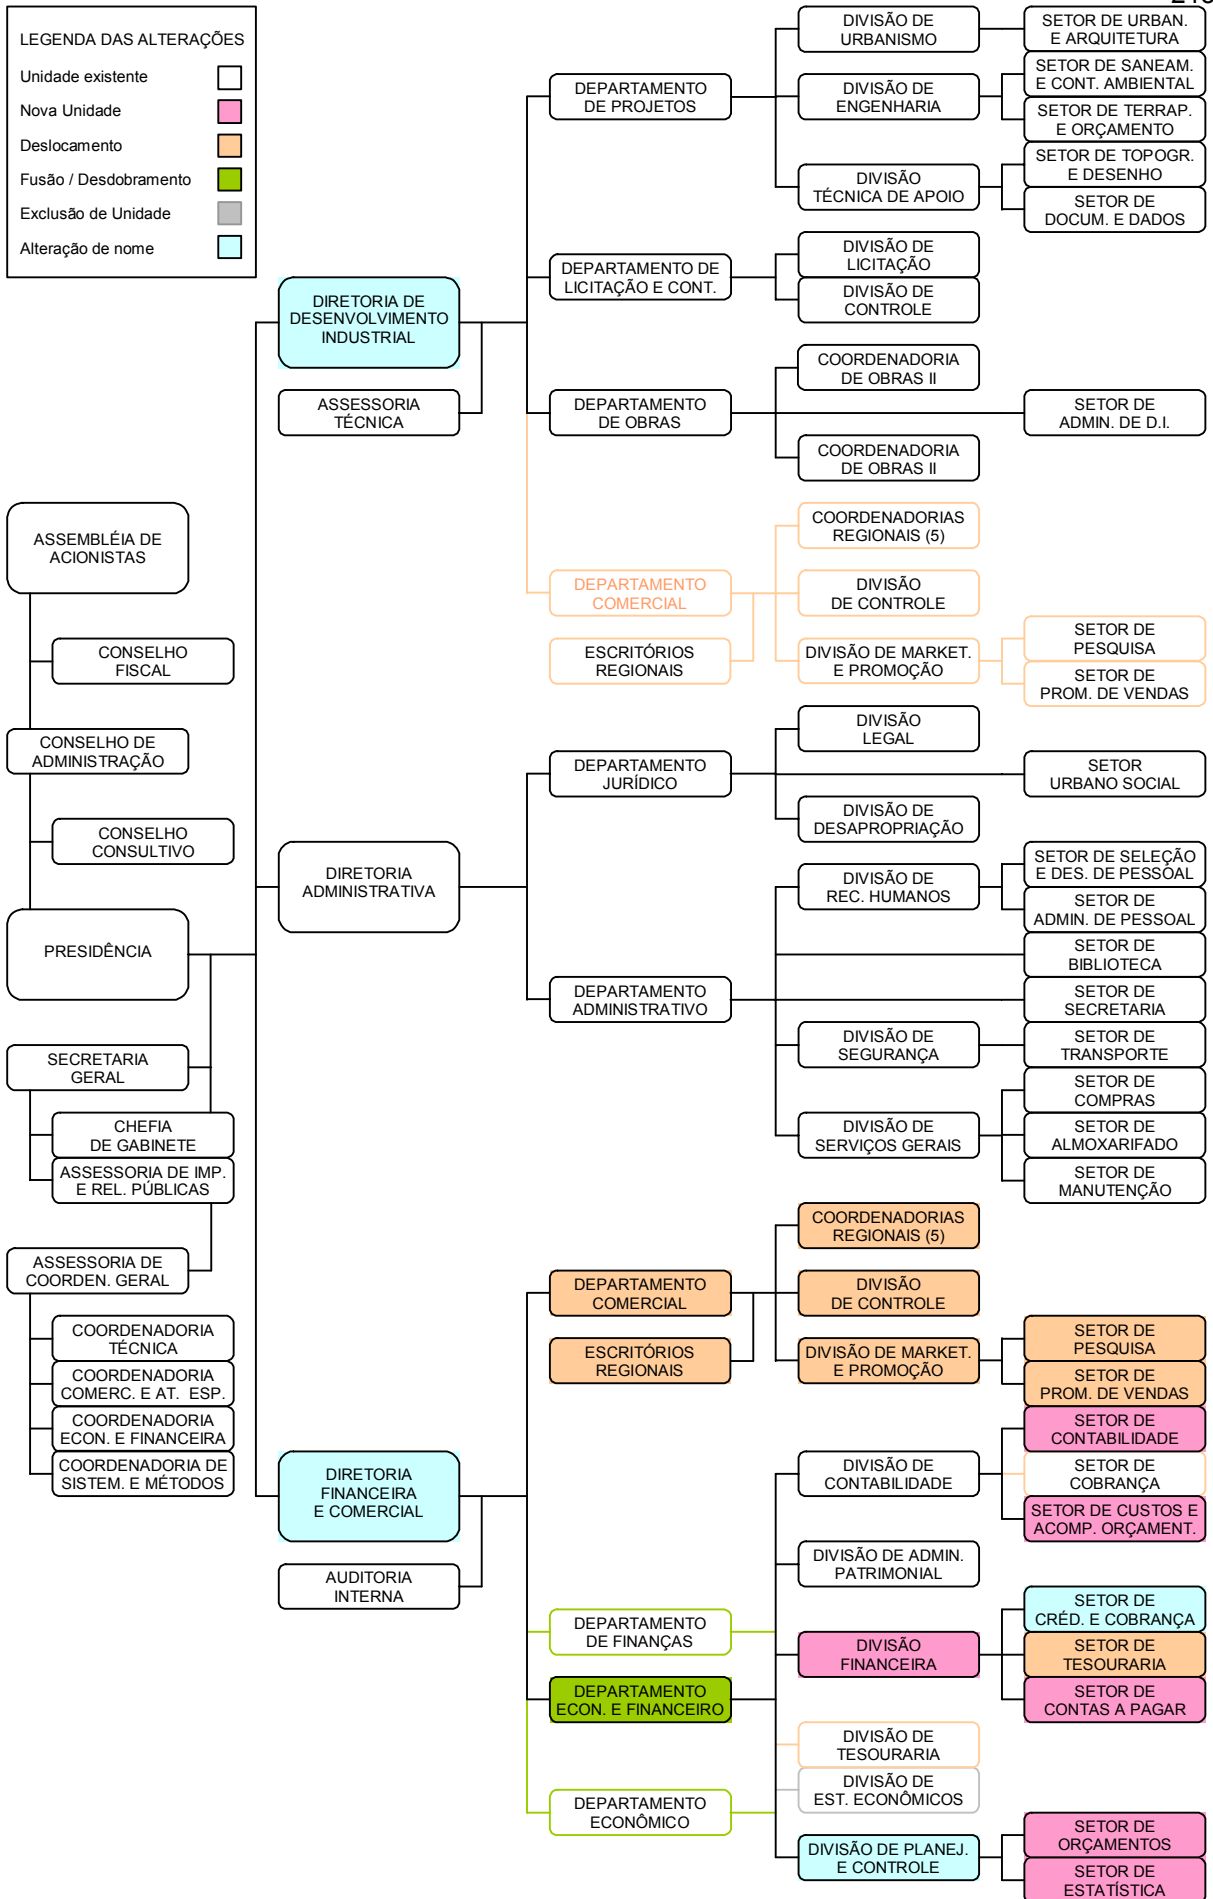 LEGENDA DAS ALTERAÇÕES
Unidade existente
Nova Unidade
Deslocamento
Fusão / Desdobramento
Exclusão de Unidade
Alteração de nome
ASSEMBLÉIA DE
ACIONISTAS
CONSELHO
FISCAL
CONSELHO DE
ADMINISTRAÇÃO
CONSELHO
CONSULTIVO
PRESIDÊNCIA
SECRETARIA
GERAL
CHEFIA
DE GABINETE
ASSESSORIA DE IMP.
E REL. PÚBLICAS
ASSESSORIA DE
COORDEN. GERAL
COORDENADORIA
TÉCNICA
COORDENADORIA
COMERC. E AT. ESP.
COORDENADORIA
ECON. E FINANCEIRA
COORDENADORIA DE
SISTEM. E MÉTODOS
DIRETORIA DE
DESENVOLVIMENTO
INDUSTRIAL
ASSESSORIA
TÉCNICA
DEPARTAMENTO
DE PROJETOS
DIVISÃO DE
URBANISMO
SETOR DE URBAN.
E ARQUITETURA
DIVISÃO DE
ENGENHARIA
SETOR DE SANEAM.
E CONT. AMBIENTAL
SETOR DE TERRAP.
E ORÇAMENTO
DIVISÃO
TÉCNICA DE APOIO
SETOR DE TOPOGR.
E DESENHO
SETOR DE
DOCUM. E DADOS
DEPARTAMENTO DE
LICITAÇÃO E CONT.
DIVISÃO DE
LICITAÇÃO
DIVISÃO DE
CONTROLE
DEPARTAMENTO
DE OBRAS
COORDENADORIA
DE OBRAS II
SETOR DE
ADMIN. DE D.I.
COORDENADORIA
DE OBRAS II
DEPARTAMENTO
COMERCIAL
ESCRITÓRIOS
REGIONAIS
COORDENADORIAS
REGIONAIS (5)
DIVISÃO
DE CONTROLE
DIVISÃO DE MARKET.
E PROMOÇÃO
SETOR DE
PESQUISA
SETOR DE
PROM. DE VENDAS
DIRETORIA
ADMINISTRATIVA
DEPARTAMENTO
JURÍDICO
DIVISÃO
LEGAL
SETOR
URBANO SOCIAL
DIVISÃO DE
DESAPROPRIAÇÃO
DEPARTAMENTO
ADMINISTRATIVO
DIVISÃO DE
REC. HUMANOS
SETOR DE SELEÇÃO
E DES. DE PESSOAL
SETOR DE
ADMIN. DE PESSOAL
SETOR DE
BIBLIOTECA
SETOR DE
SECRETARIA
DIVISÃO DE
SEGURANÇA
SETOR DE
TRANSPORTE
DIVISÃO DE
SERVIÇOS GERAIS
SETOR DE
COMPRAS
SETOR DE
ALMOXARIFADO
SETOR DE
MANUTENÇÃO
DIRETORIA
FINANCEIRA
E COMERCIAL
AUDITORIA
INTERNA
DEPARTAMENTO
COMERCIAL
ESCRITÓRIOS
REGIONAIS
COORDENADORIAS
REGIONAIS (5)
DIVISÃO
DE CONTROLE
DIVISÃO DE MARKET.
E PROMOÇÃO
SETOR DE
PESQUISA
SETOR DE
PROM. DE VENDAS
DEPARTAMENTO
DE FINANÇAS
DEPARTAMENTO
ECON. E FINANCEIRO
DEPARTAMENTO
ECONÔMICO
DIVISÃO DE
CONTABILIDADE
SETOR DE
CONTABILIDADE
SETOR DE
COBRANÇA
SETOR DE CUSTOS E
ACOMP. ORÇAMENT.
DIVISÃO DE ADMIN.
PATRIMONIAL
DIVISÃO
FINANCEIRA
SETOR DE
CRÉD. E COBRANÇA
SETOR DE
TESOURARIA
SETOR DE
CONTAS A PAGAR
DIVISÃO DE
TESOURARIA
DIVISÃO DE
EST. ECONÔMICOS
DIVISÃO DE PLANEJ.
E CONTROLE
SETOR DE
ORÇAMENTOS
SETOR DE
ESTATÍSTICA